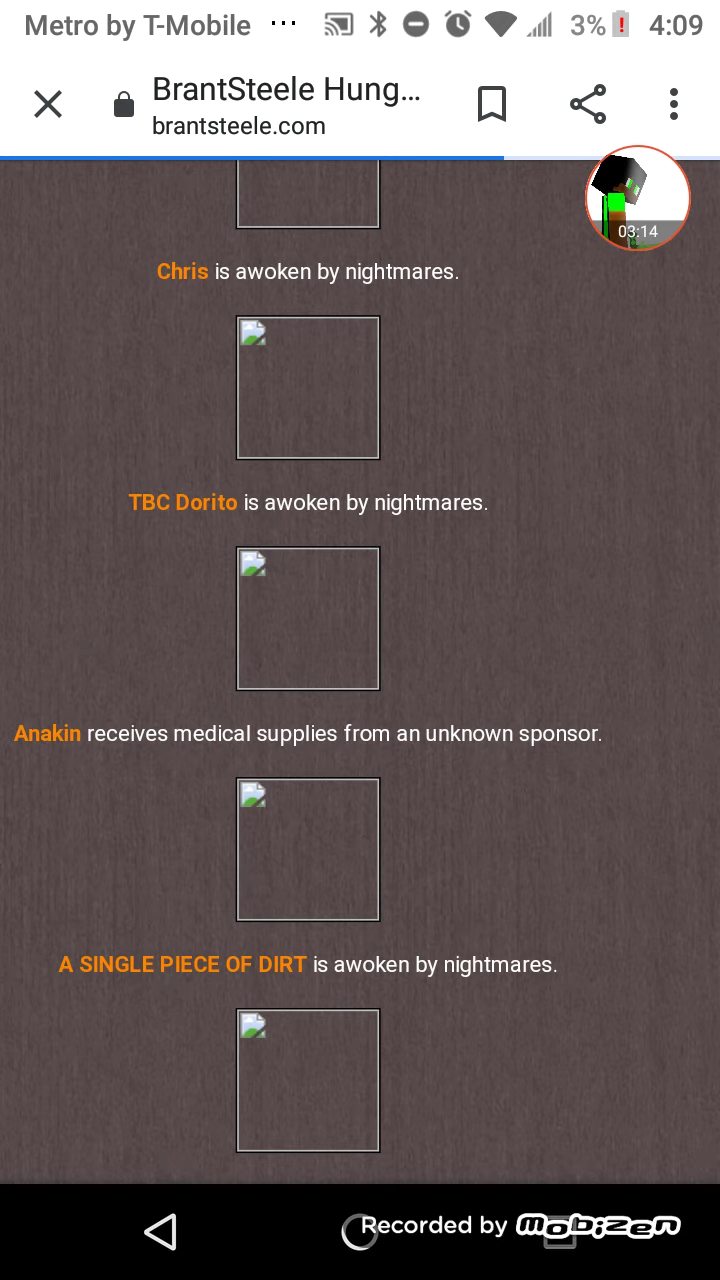 Metro by T-Mobile ... 3% 4:09
BrantSteele Hung...
brantsteele.com
03:14
Chris is awoken by nightmares.
TBC Dorito is awoken by nightmares.
Anakin receives medical supplies from an unknown sponsor.
A SINGLE PIECE OF DIRT is awoken by nightmares.
Recorded by mobizen